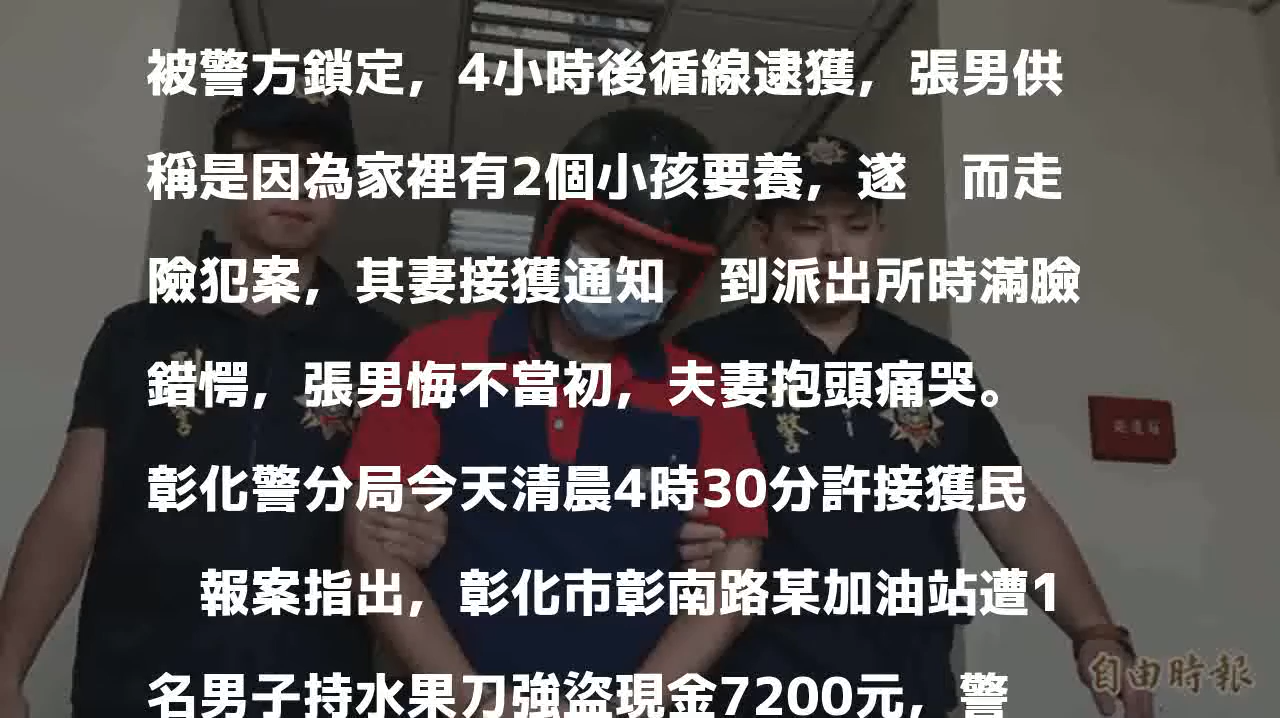 被警方鎖定，4小時後循線逮獲，張男供
稱是因為家裡有2個小孩要養，遂　而走
險犯案，其妻接獲通知　到派出所時滿臉
錯愕，張男悔不當初，夫妻抱頭痛哭。
彰化警分局今天清晨4時30分許接獲民
　報案指出，彰化市彰南路某加油站遭1
名男子持水果刀強盜現金7200元，警
自由時報